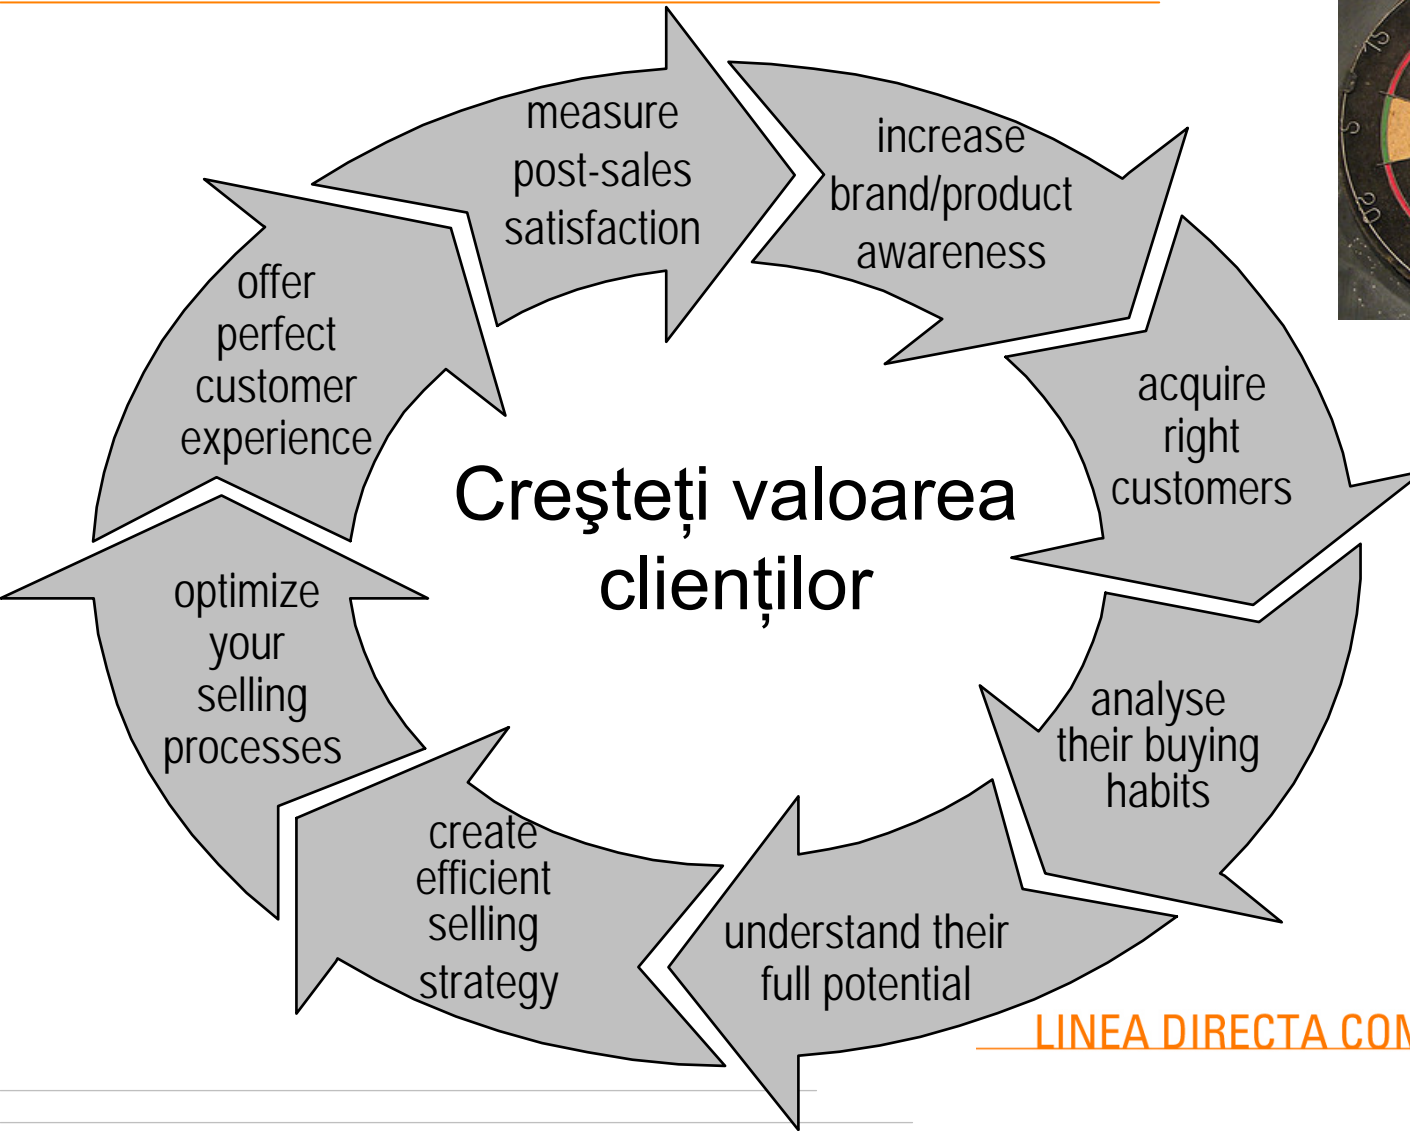 measure
post-sales
satisfaction
increase
brand/product
awareness
acquire
right
customers
analyse
their buying
habits
understand their
full potential
create
efficient
selling
strategy
optimize
your
selling
processes
offer
perfect
customer
experience
Creşteți valoarea
clienților
LINEA DIRECTA